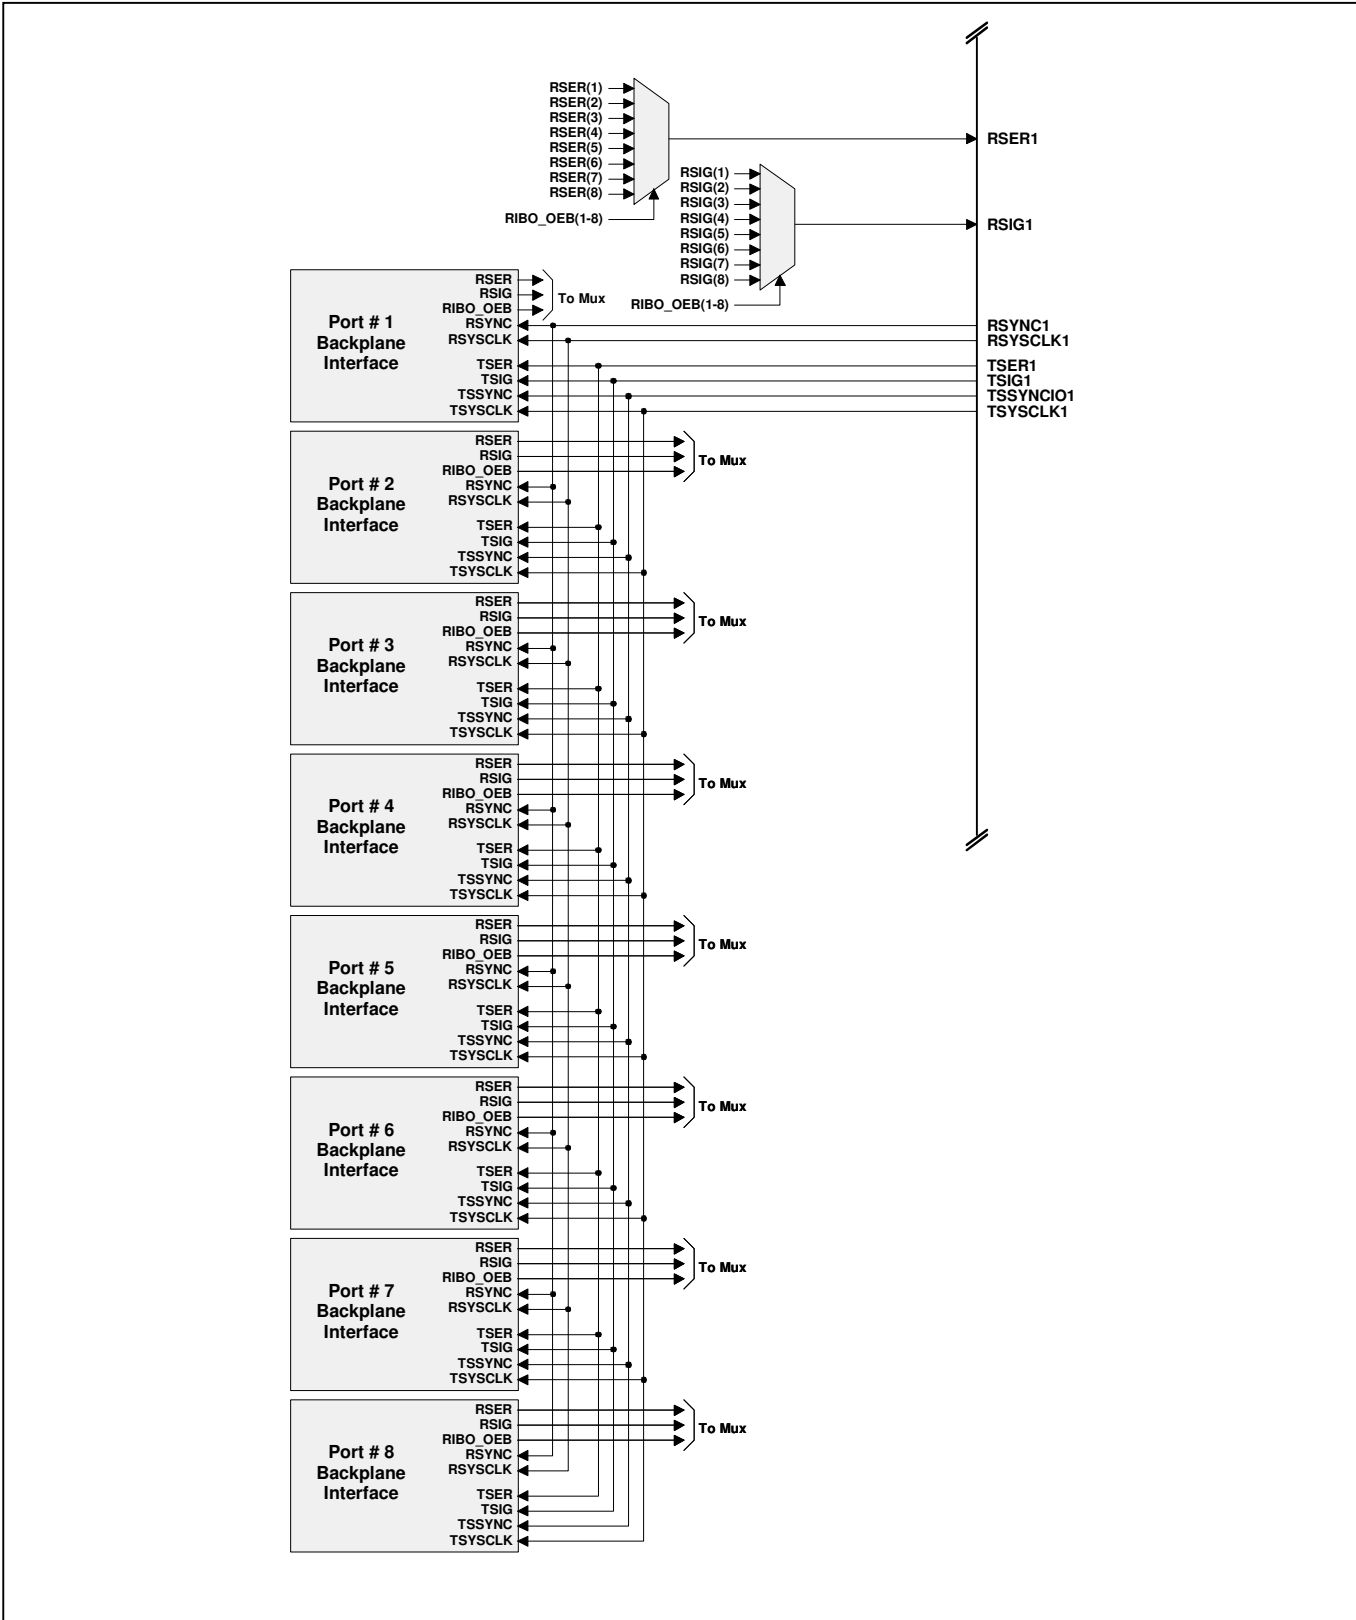 RSER(1)
RSER(2)
RSER(3)
RSER(4)
RSER(5)
RSER(6)
RSER(7)
RSER(8)
RIBO_OEB(1-8)
RSER1
RSIG(1)
RSIG(2)
RSIG(3)
RSIG(4)
RSIG(5)
RSIG(6)
RSIG(7)
RSIG(8)
RIBO_OEB(1-8)
RSIG1
RSYNC1
RSYSCLK1
TSER1
TSIG1
TSSYNCIO1
TSYSCLK1
Port # 1
Backplane
Interface
RSER
RSIG
RIBO_OEB
RSYNC
RSYSCLK
TSER
TSIG
TSSYNC
TSYSCLK
To Mux
Port # 2
Backplane
Interface
RSER
RSIG
RIBO_OEB
RSYNC
RSYSCLK
TSER
TSIG
TSSYNC
TSYSCLK
To Mux
Port # 3
Backplane
Interface
RSER
RSIG
RIBO_OEB
RSYNC
RSYSCLK
TSER
TSIG
TSSYNC
TSYSCLK
To Mux
Port # 4
Backplane
Interface
RSER
RSIG
RIBO_OEB
RSYNC
RSYSCLK
TSER
TSIG
TSSYNC
TSYSCLK
To Mux
Port # 5
Backplane
Interface
RSER
RSIG
RIBO_OEB
RSYNC
RSYSCLK
TSER
TSIG
TSSYNC
TSYSCLK
To Mux
Port # 6
Backplane
Interface
RSER
RSIG
RIBO_OEB
RSYNC
RSYSCLK
TSER
TSIG
TSSYNC
TSYSCLK
To Mux
Port # 7
Backplane
Interface
RSER
RSIG
RIBO_OEB
RSYNC
RSYSCLK
TSER
TSIG
TSSYNC
TSYSCLK
To Mux
Port # 8
Backplane
Interface
RSER
RSIG
RIBO_OEB
RSYNC
RSYSCLK
TSER
TSIG
TSSYNC
TSYSCLK
To Mux